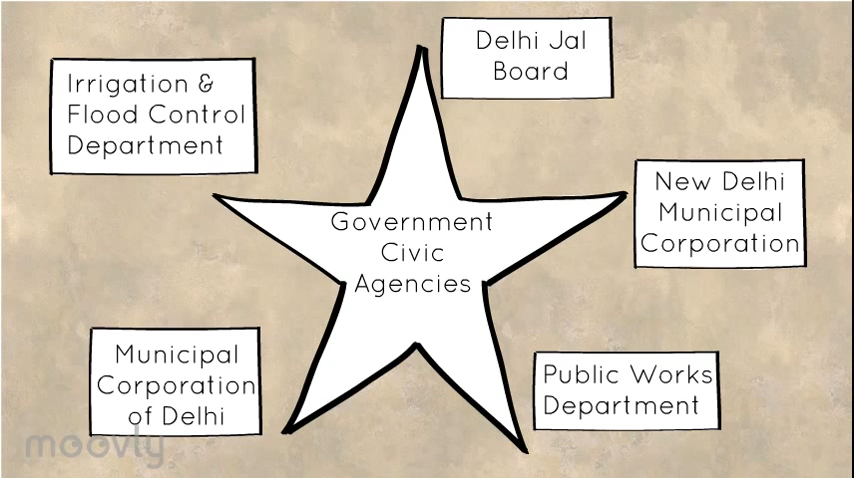 Delhi Jal
Board
Irrigation &
Flood Control
Department
New Delhi
Municipal
Corporation
Government
Civic
Agencies
Municipal
Corporation
of Delhi
Public Works
Department
moovly